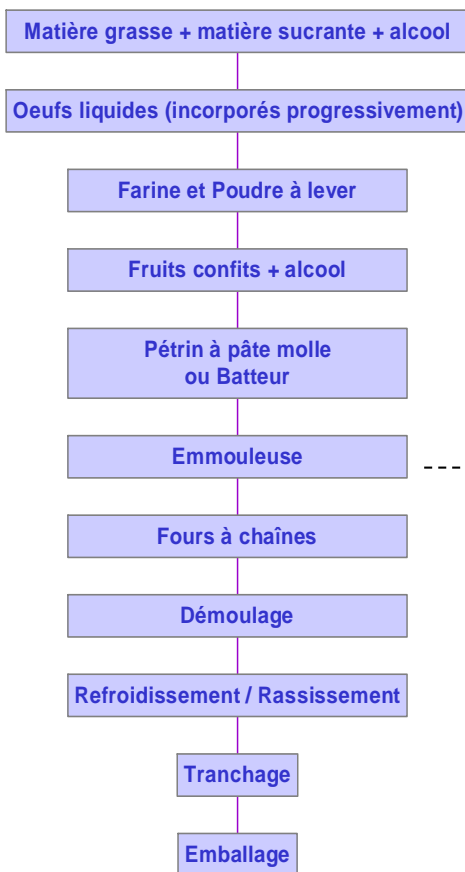 Matière grasse + matière sucrante + alcool
Oeufs liquides (incorporés progressivement)
Farine et Poudre à lever
Fruits confits + alcool
Pétrin à pâte molle
ou Batteur
Emmouleuse
Fours à chaînes
Démoulage
Refroidissement / Rassissement
Tranchage
Emballage